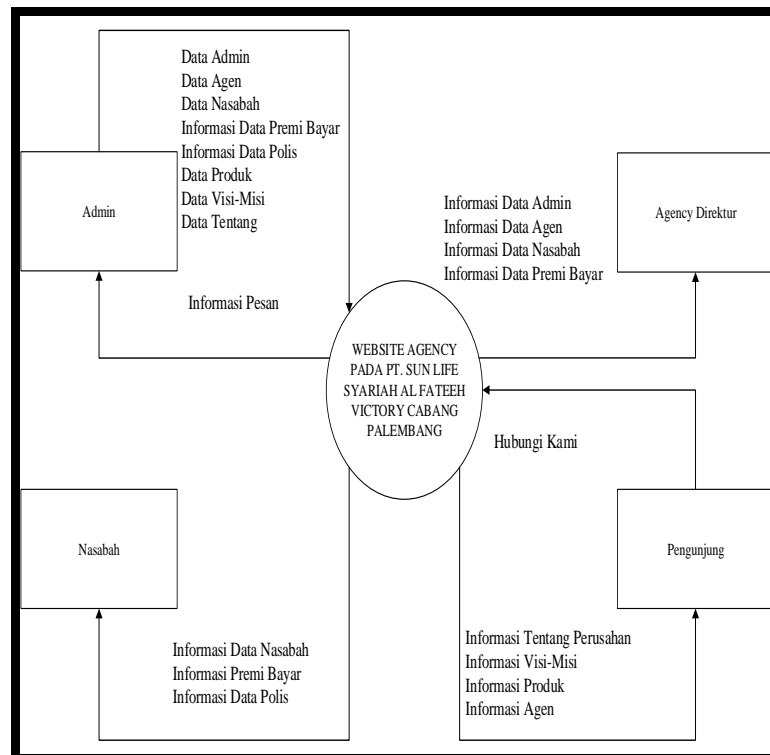 Data Admin
Data Agen
Data Nasabah
Informasi Data Premi Bayar
Informasi Data Polis
Data Produk
Data Visi-Misi
Data Tentang
Admin
Informasi Data Admin
Informasi Data Agen
Informasi Data Nasabah
Informasi Data Premi Bayar
Agency Direktur
Informasi Pesan
WEBSITE AGENCY
PADA PT. SUN LIFE
SYARIAH AL FATEEH
VICTORY CABANG
PALEMBANG
Hubungi Kami
Nasabah
Pengunjung
Informasi Data Nasabah
Informasi Premi Bayar
Informasi Data Polis
Informasi Tentang Perusahan
Informasi Visi-Misi
Informasi Produk
Informasi Agen